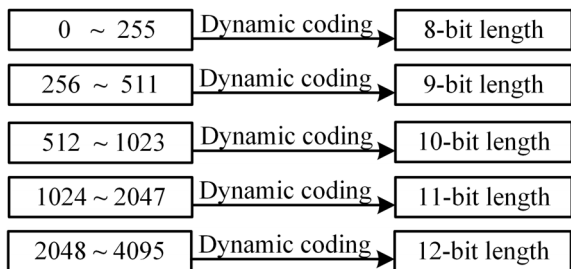 0 ~ 255 Dynamic coding 8-bit length
256 ~ 511 Dynamic coding 9-bit length
512 ~ 1023 Dynamic coding 10-bit length
1024 ~ 2047 Dynamic coding 11-bit length
2048 ~ 4095 Dynamic coding 12-bit length